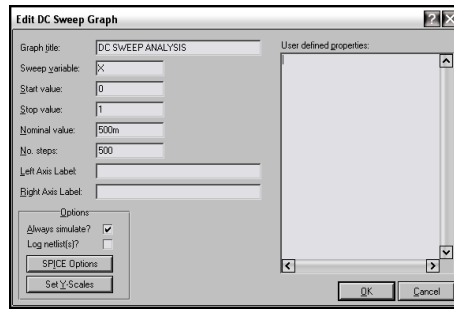 Edit DC Sweep Graph
Graph title: DC SWEEP ANALYSIS
Sweep variable: X
Start value: 0
Stop value: 1
Nominal value: 500m
No. steps: 500
Left Axis Label:
Right Axis Label:
Options
Always simulate?
Log netlist(s)?
SPICE Options
Set Y-Scales
User defined properties:
OK
Cancel